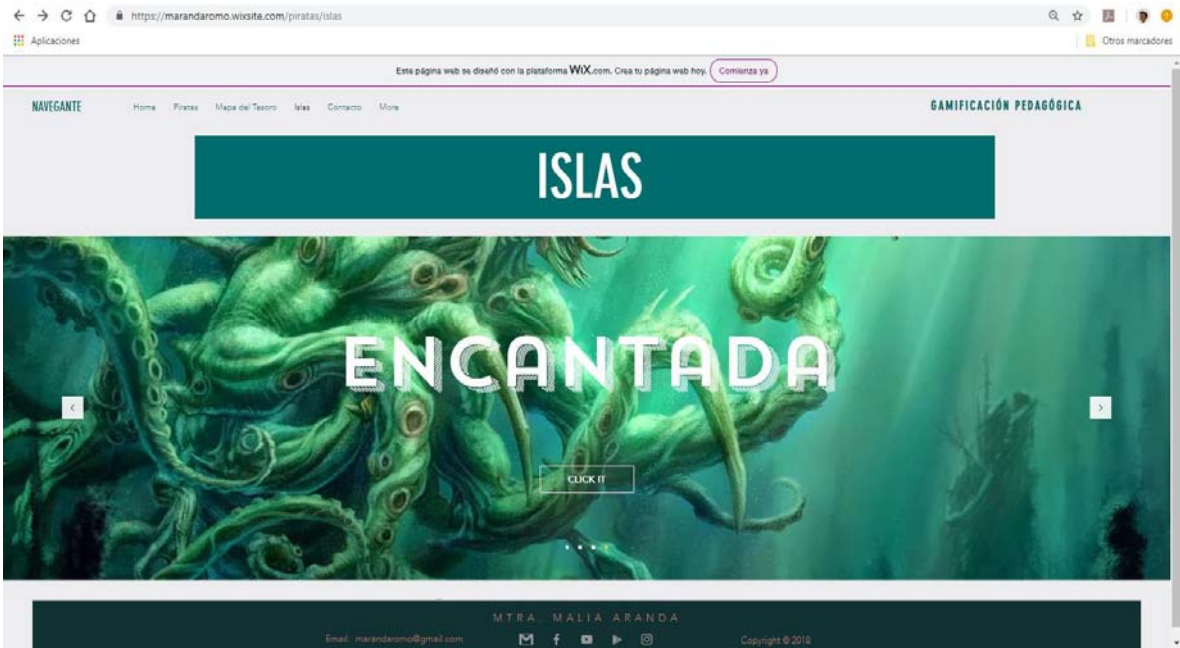 https://marandaromo.wixsite.com/piratas/islas
Aplicaciones
Otros marcadores
Esta página web se diseñó con la plataforma WiX.com. Crea tu página web hoy. Comienza ya
NAVEGANTE Home Piratas Mapa del Tesoro Islas Contacto More GAMIFICACIÓN PEDAGÓGICA
ISLAS
ENCANTADA
CLICK IT
MTRA. MALIA ARANDA
Email: marandaromo@gmail.com Copyright © 2018